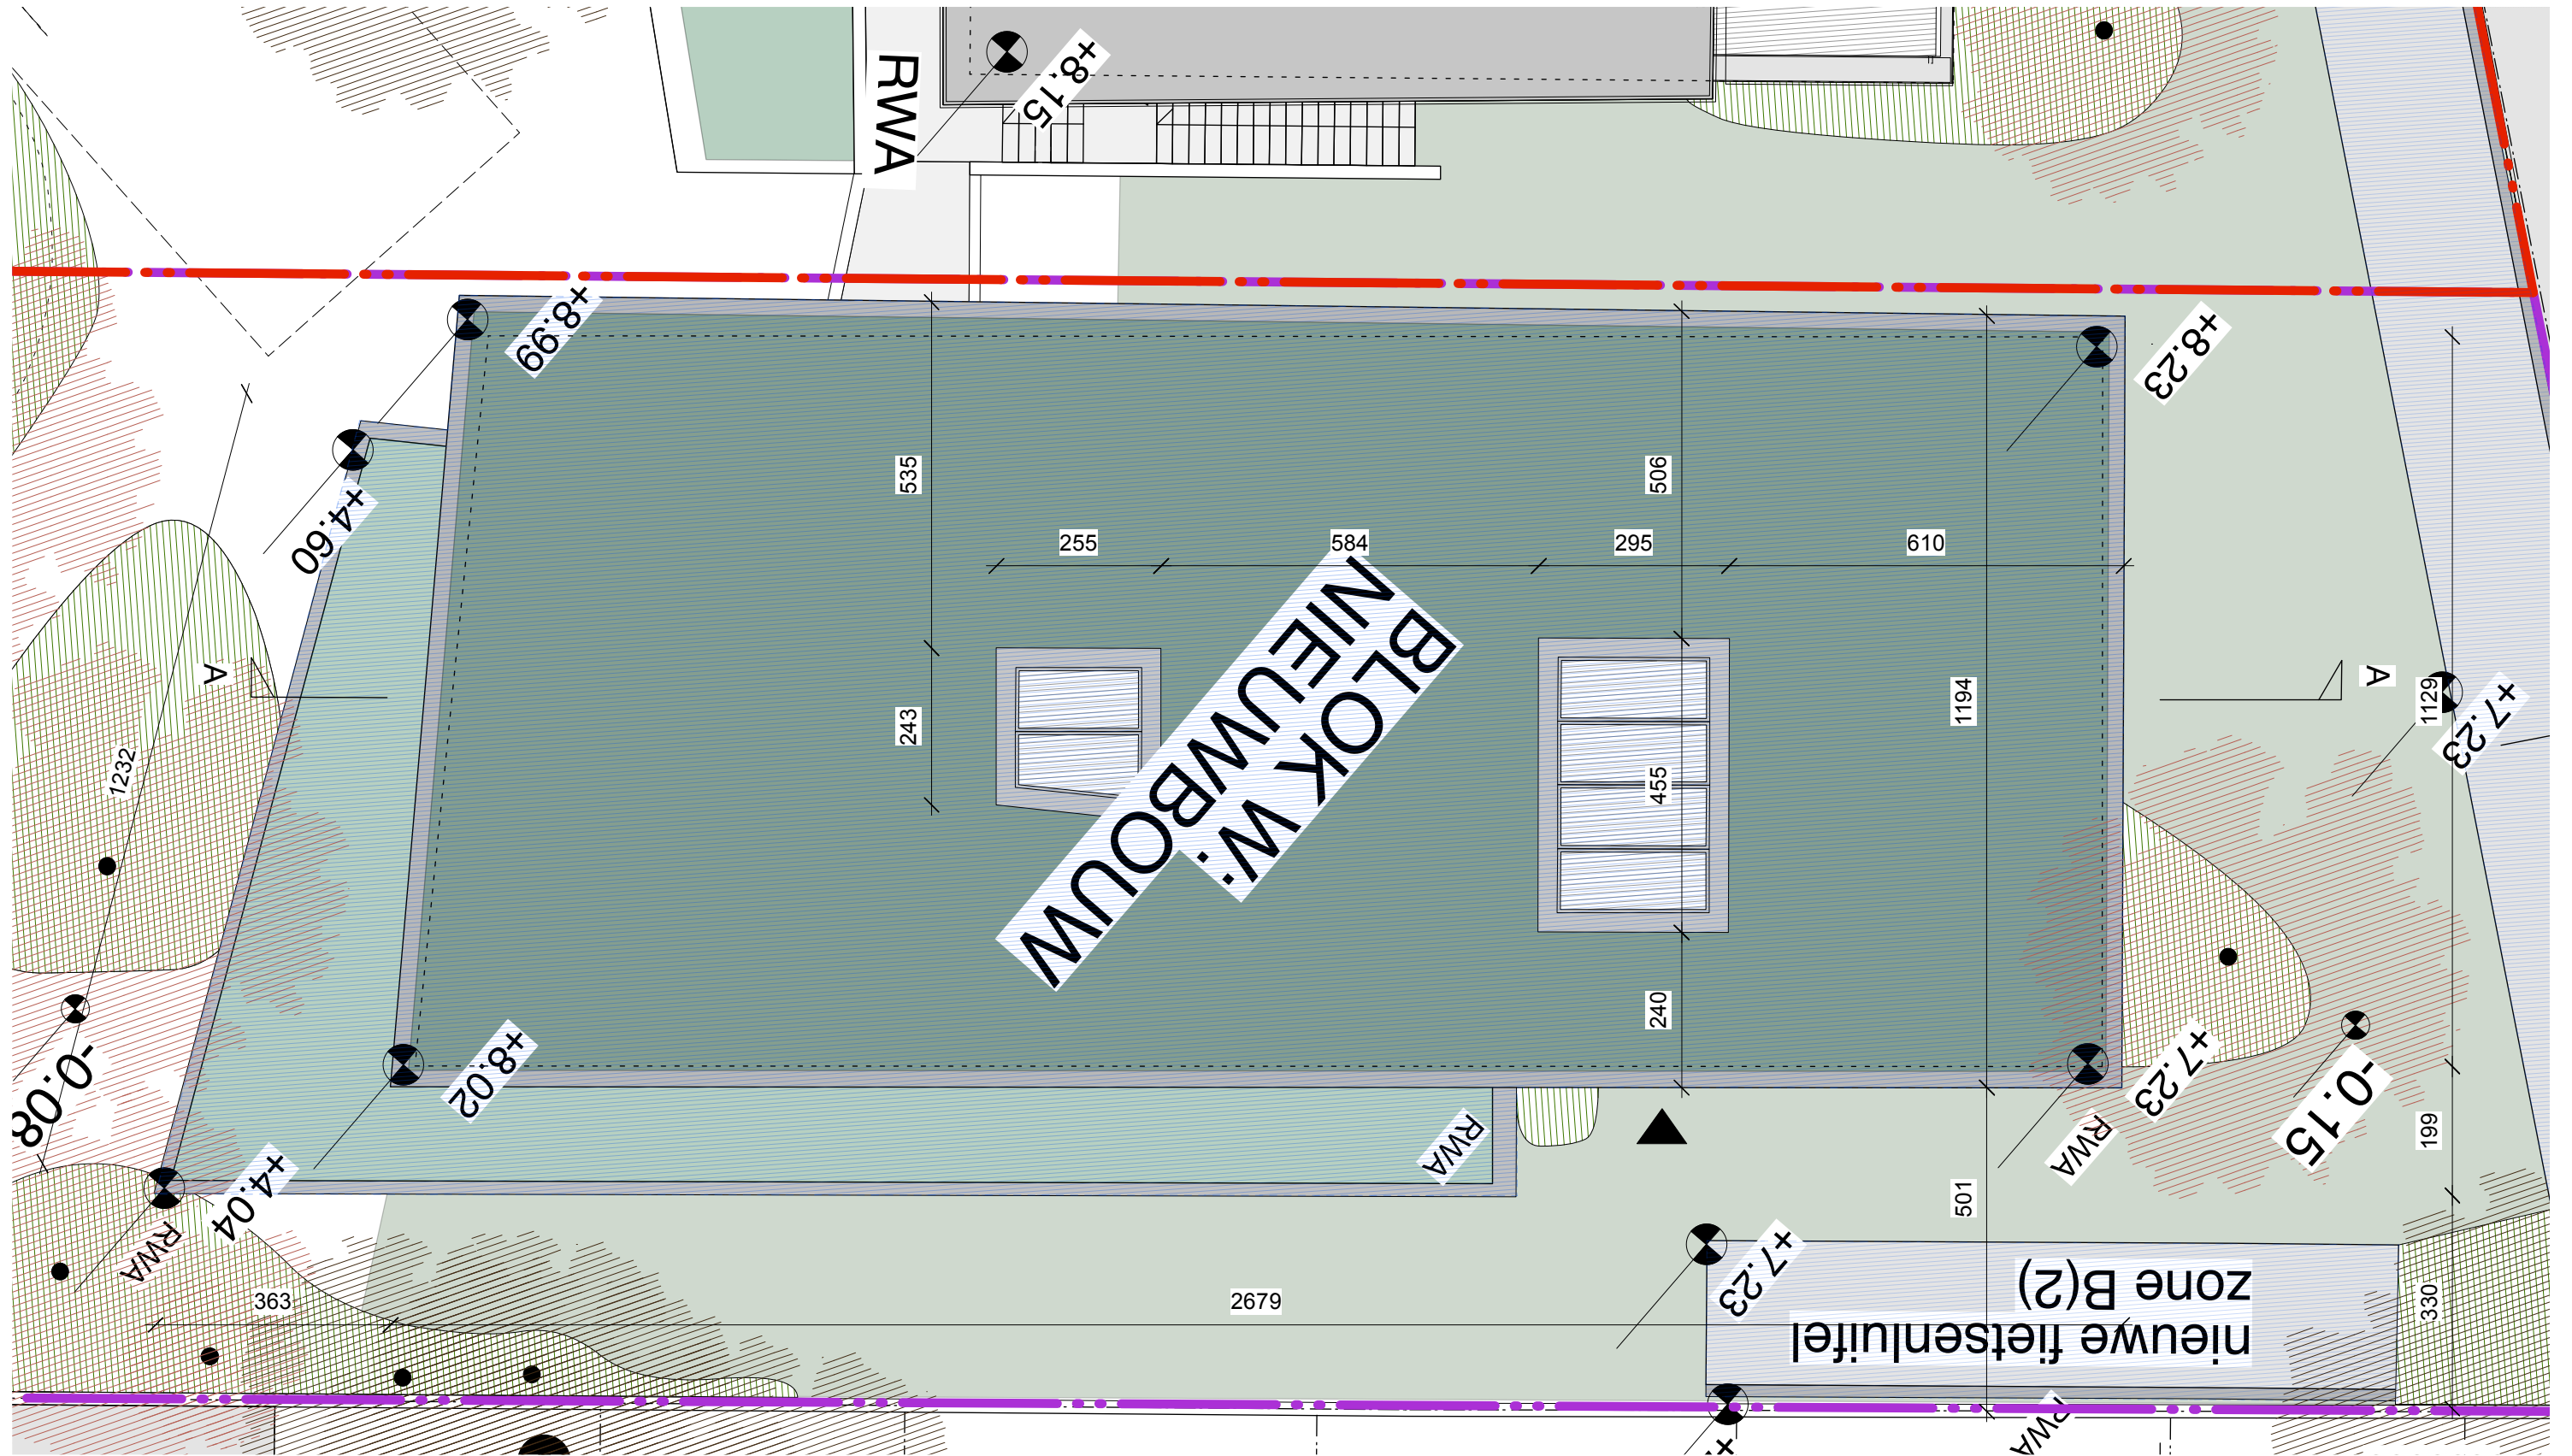 RWA
+8.15
+8.99
+8.23
+4.60
535
506
255
584
295
610
A
A
1232
243
1194
1129
+7.23
455
BLOK W:
NIEUWBOUW
240
-0.08
+8.02
+7.23
-0.15
RWA
RWA
199
+4.04
RWA
501
+7.23
363
2679
nieuwe fietsenluifel
zone B(2)
330
RWA